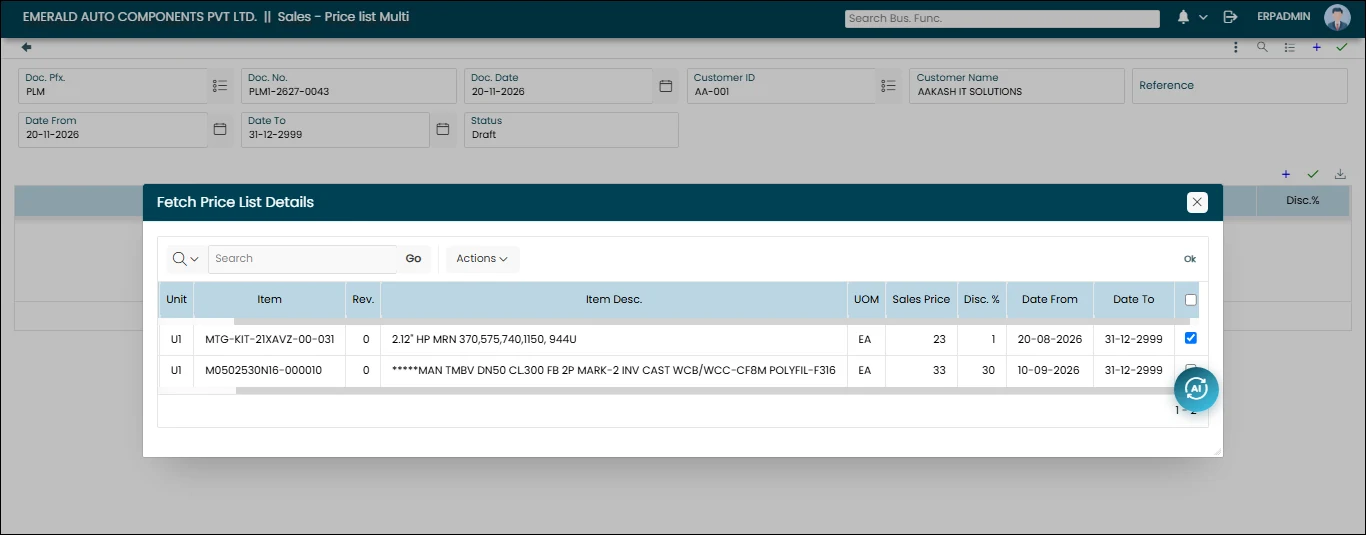 EMERALD AUTO COMPONENTS PVT LTD. || Sales - Price list Multi Search Bus. Func. ERPADMIN
Doc. Pfx. Doc. No. Doc. Date Customer ID Customer Name Reference
PLM PLM1-2627-0043 20-11-2026 AA-001 AAKASH IT SOLUTIONS
Date From Date To Status
20-11-2026 31-12-2999 Draft
Disc.%
Fetch Price List Details
Search Go Actions Ok
Unit Item Rev. Item Desc. UOM Sales Price Disc. % Date From Date To
U1 MTG-KIT-21XAVZ-00-031 0 2.12" HP MRN 370,575,740,1150, 944U EA 23 1 20-08-2026 31-12-2999
U1 M0502530N16-000010 0 *****MAN TMBV DN50 CL.300 FB 2P MARK-2 INV CAST WCB/WCC-CF8M POLYFIL-F316 EA 33 30 10-09-2026 31-12-2999
AI
1 - 2